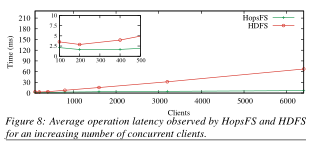 210
180
150
120
90
60
30
0
Time (ms)
10
8
6
4
2
0
100 200 300 400 500
HopsFS
HDFS
1000 2000 3000 4000 5000 6000
Clients
Figure 8: Average operation latency observed by HopsFS and HDFS
for an increasing number of concurrent clients.